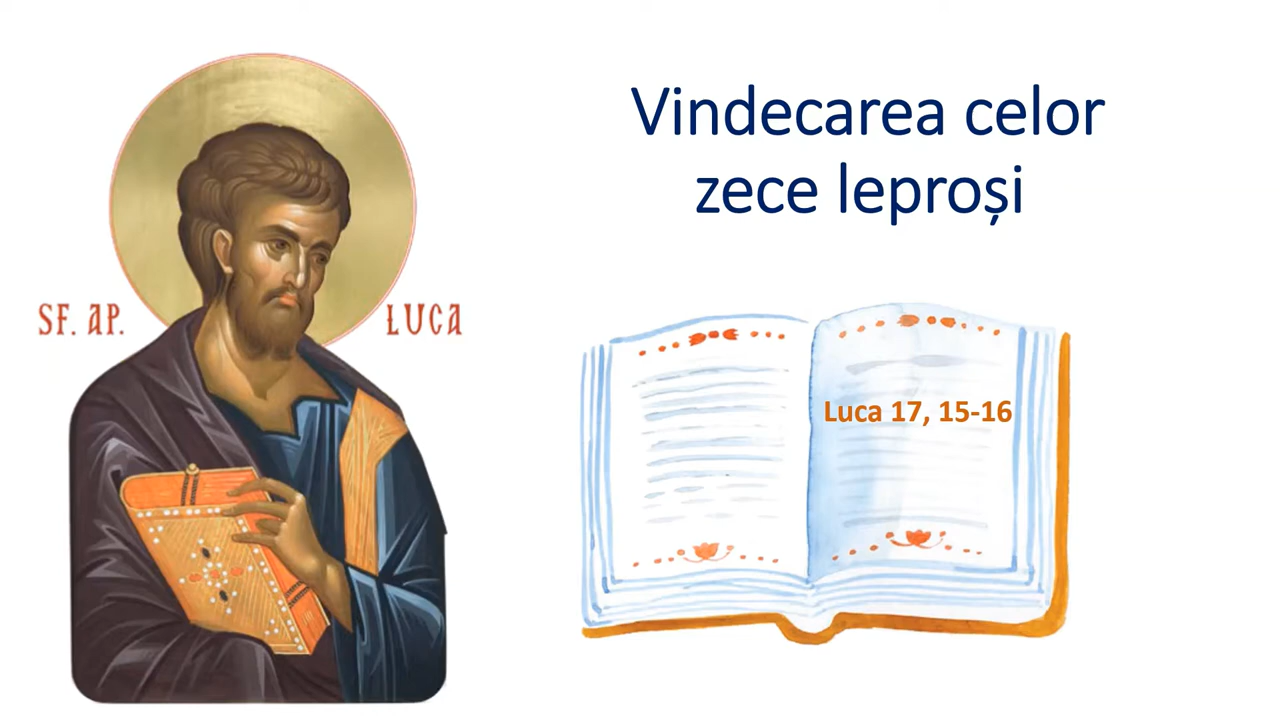 Vindecarea celor
zece leproși
SF. AP. LUCA
Luca 17, 15-16